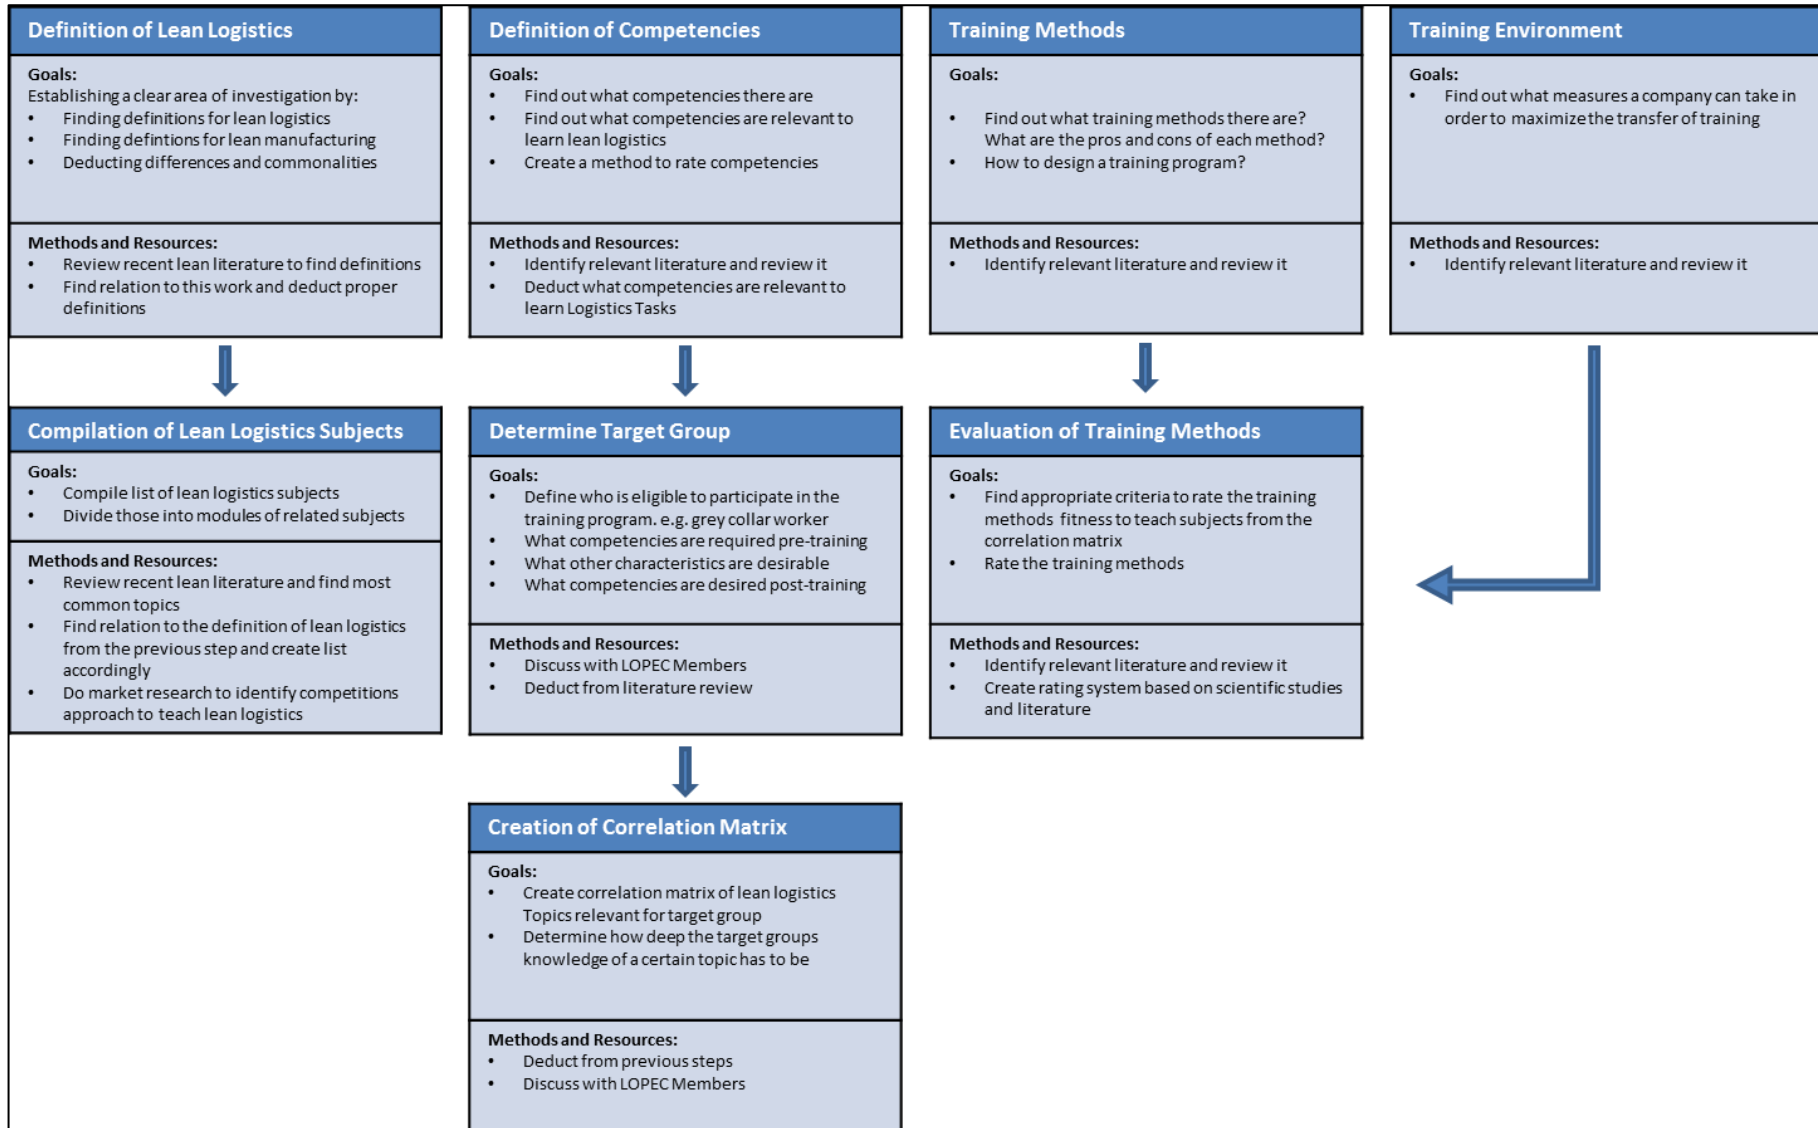 Definition of Lean Logistics
Goals:
Establishing a clear area of investigation by:
• Finding definitions for lean logistics
• Finding defintions for lean manufacturing
• Deducting differences and commonalities
Methods and Resources:
• Review recent lean literature to find definitions
• Find relation to this work and deduct proper
definitions
Definition of Competencies
Goals:
• Find out what competencies there are
• Find out what competencies are relevant to
learn lean logistics
• Create a method to rate competencies
Methods and Resources:
• Identify relevant literature and review it
• Deduct what competencies are relevant to
learn Logistics Tasks
Training Methods
Goals:
• Find out what training methods there are?
What are the pros and cons of each method?
• How to design a training program?
Methods and Resources:
• Identify relevant literature and review it
Training Environment
Goals:
• Find out what measures a company can take in
order to maximize the transfer of training
Methods and Resources:
• Identify relevant literature and review it
Compilation of Lean Logistics Subjects
Goals:
• Compile list of lean logistics subjects
• Divide those into modules of related subjects
Methods and Resources:
• Review recent lean literature and find most
common topics
• Find relation to the definition of lean logistics
from the previous step and create list
accordingly
• Do market research to identify competitions
approach to teach lean logistics
Determine Target Group
Goals:
• Define who is eligible to participate in the
training program. e.g. grey collar worker
• What competencies are required pre-training
• What other characteristics are desirable
• What competencies are desired post-training
Methods and Resources:
• Discuss with LOPEC Members
• Deduct from literature review
Evaluation of Training Methods
Goals:
• Find appropriate criteria to rate the training
methods fitness to teach subjects from the
correlation matrix
• Rate the training methods
Methods and Resources:
• Identify relevant literature and review it
• Create rating system based on scientific studies
and literature
Creation of Correlation Matrix
Goals:
• Create correlation matrix of lean logistics
Topics relevant for target group
• Determine how deep the target groups
knowledge of a certain topic has to be
Methods and Resources:
• Deduct from previous steps
• Discuss with LOPEC Members